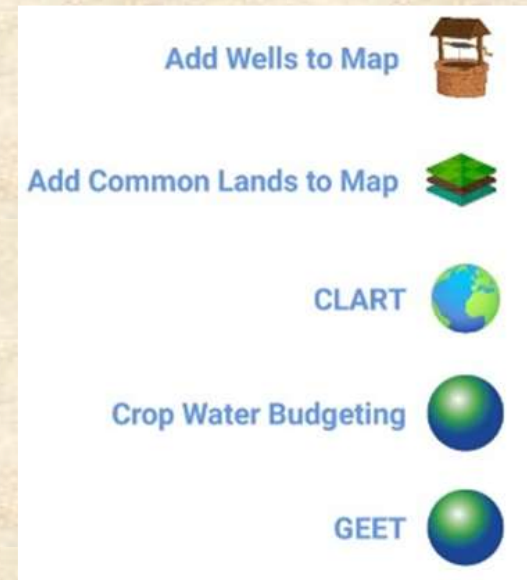 Add Wells to Map
Add Common Lands to Map
CLART
Crop Water Budgeting
GEET